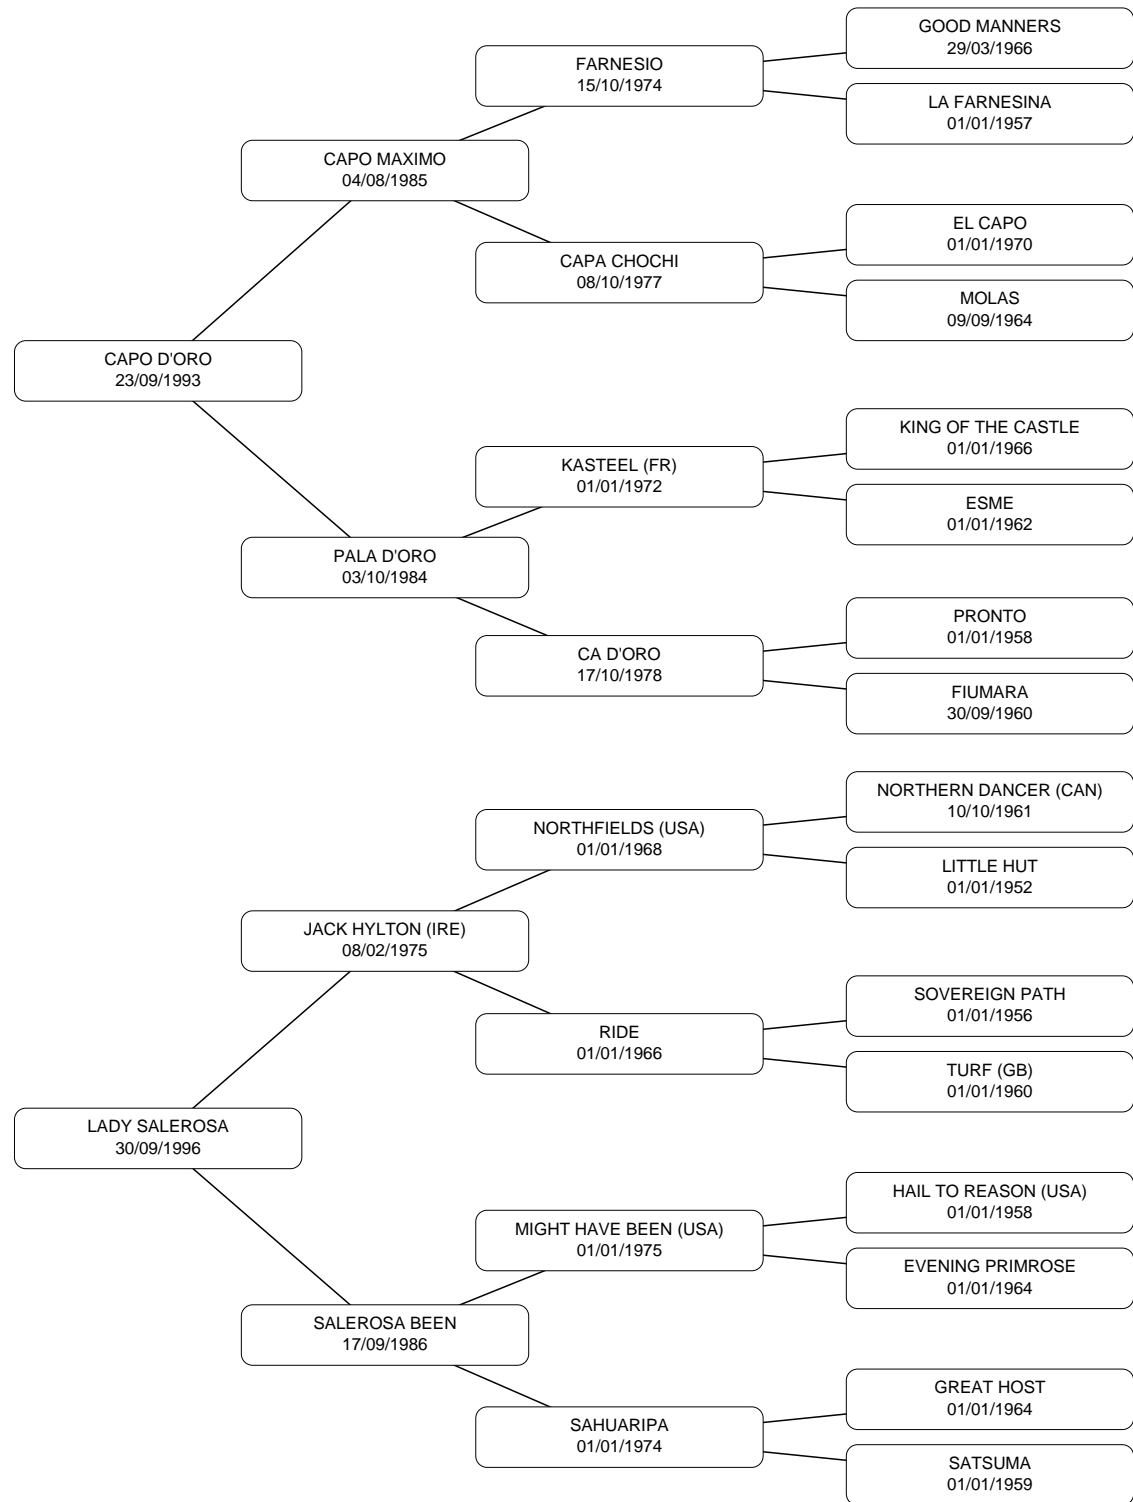 GOOD MANNERS
29/03/1966
FARNESIO
15/10/1974
LA FARNESINA
01/01/1957
CAPO MAXIMO
04/08/1985
EL CAPO
01/01/1970
CAPA CHOCHI
08/10/1977
MOLAS
09/09/1964
CAPO D'ORO
23/09/1993
KING OF THE CASTLE
01/01/1966
KASTEEL (FR)
01/01/1972
ESME
01/01/1962
PALA D'ORO
03/10/1984
PRONTO
01/01/1958
CA D'ORO
17/10/1978
FIUMARA
30/09/1960
NORTHERN DANCER (CAN)
10/10/1961
NORTHFIELDS (USA)
01/01/1968
LITTLE HUT
01/01/1952
JACK HYLTON (IRE)
08/02/1975
SOVEREIGN PATH
01/01/1956
RIDE
01/01/1966
TURF (GB)
01/01/1960
LADY SALEROSA
30/09/1996
HAIL TO REASON (USA)
01/01/1958
MIGHT HAVE BEEN (USA)
01/01/1975
EVENING PRIMROSE
01/01/1964
SALEROSA BEEN
17/09/1986
GREAT HOST
01/01/1964
SAHUARIPA
01/01/1974
SATSUMA
01/01/1959